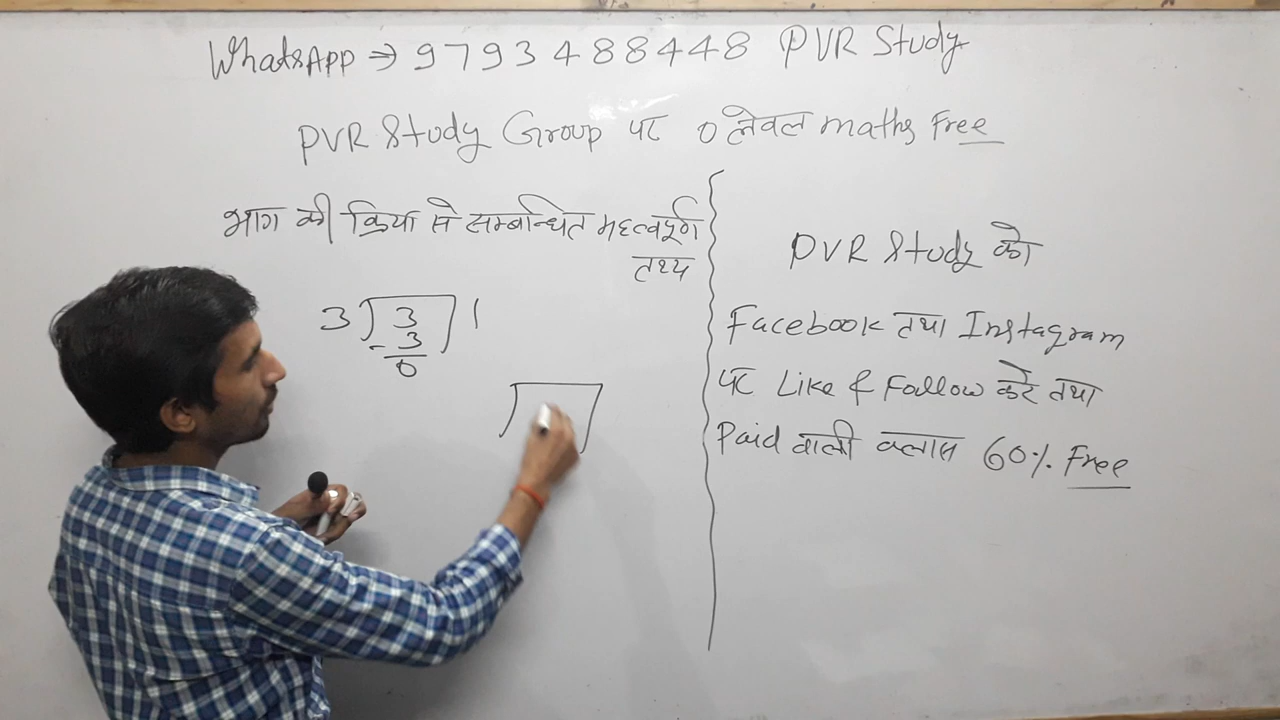 WhatsApp → 9793488448 PVR Study
PVR Study Group पर 0 लेवल maths Free
भाग की क्रिया से सम्बन्धित महत्वपूर्ण
तथ्य
3 ) 3 ( 1
- 3
0
PVR Study को
Facebook तथा Instagram
पर Like & Follow करे तथा
Paid वाली क्लास 60% Free